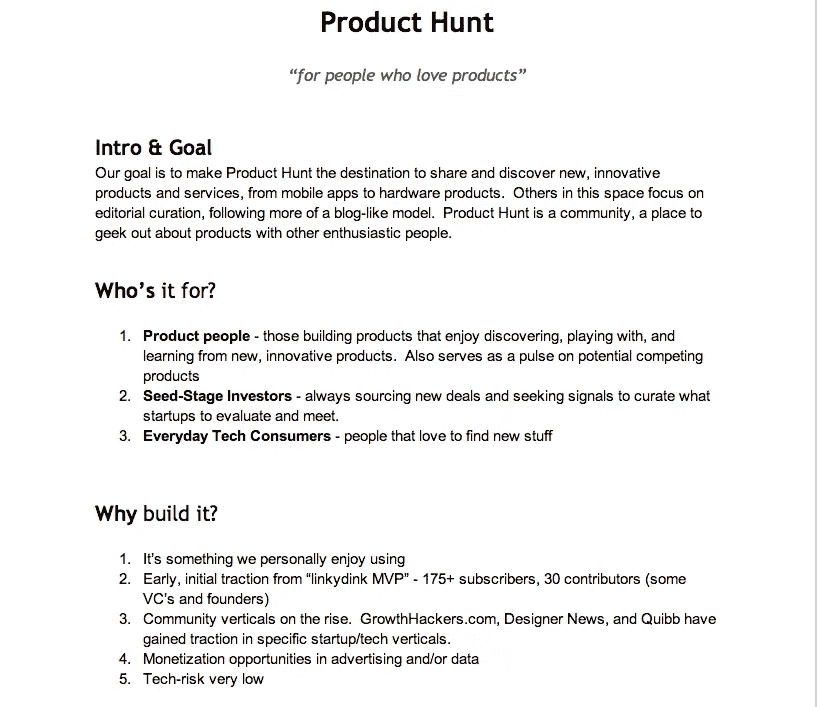 Product Hunt
“for people who love products”
Intro & Goal
Our goal is to make Product Hunt the destination to share and discover new, innovative
products and services, from mobile apps to hardware products.  Others in this space focus on
editorial curation, following more of a blog-like model.  Product Hunt is a community, a place to
geek out about products with other enthusiastic people.
Who’s it for?
1. Product people - those building products that enjoy discovering, playing with, and
learning from new, innovative products.  Also serves as a pulse on potential competing
products
2. Seed-Stage Investors - always sourcing new deals and seeking signals to curate what
startups to evaluate and meet.
3. Everyday Tech Consumers - people that love to find new stuff
Why build it?
1. It’s something we personally enjoy using
2. Early, initial traction from “linkydink MVP” - 175+ subscribers, 30 contributors (some
VC’s and founders)
3. Community verticals on the rise.  GrowthHackers.com, Designer News, and Quibb have
gained traction in specific startup/tech verticals.
4. Monetization opportunities in advertising and/or data
5. Tech-risk very low